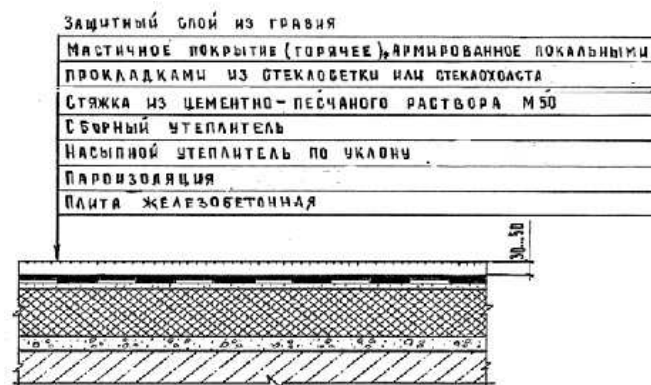 Защитный слой из гравия
Мастичное покрытие (горячее), армированное локальными
прокладками из стеклосетки или стеклохолста
Стяжка из цементно-песчаного раствора М50
Сборный утеплитель
Насыпной утеплитель по уклону
Пароизоляция
Плита железобетонная
30...50